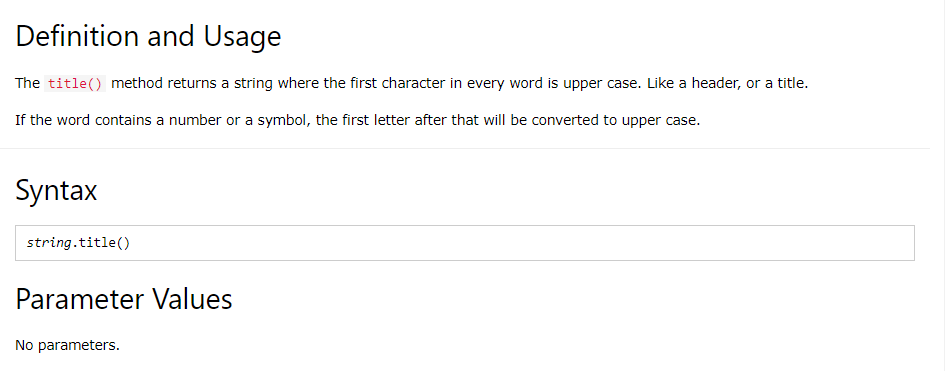 Definition and Usage
The title() method returns a string where the first character in every word is upper case. Like a header, or a title.
If the word contains a number or a symbol, the first letter after that will be converted to upper case.
Syntax
string.title()
Parameter Values
No parameters.